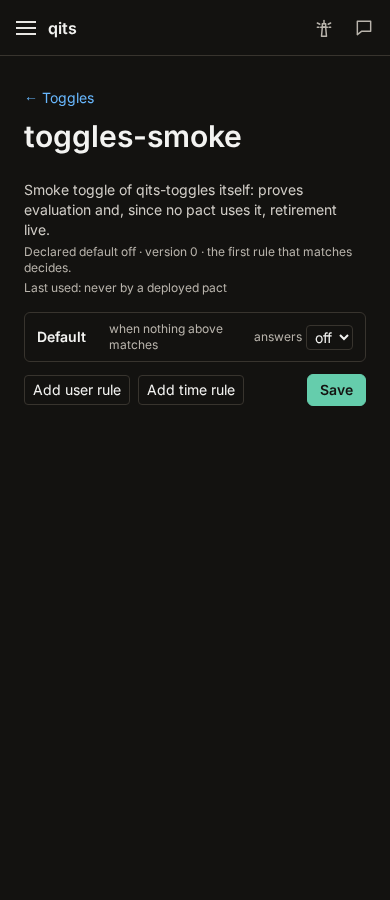 qits
← Toggles
toggles-smoke
Smoke toggle of qits-toggles itself: proves
evaluation and, since no pact uses it, retirement
live.
Declared default off · version 0 · the first rule that matches
decides.
Last used: never by a deployed pact
Default when nothing above matches answers off
Add user rule Add time rule Save